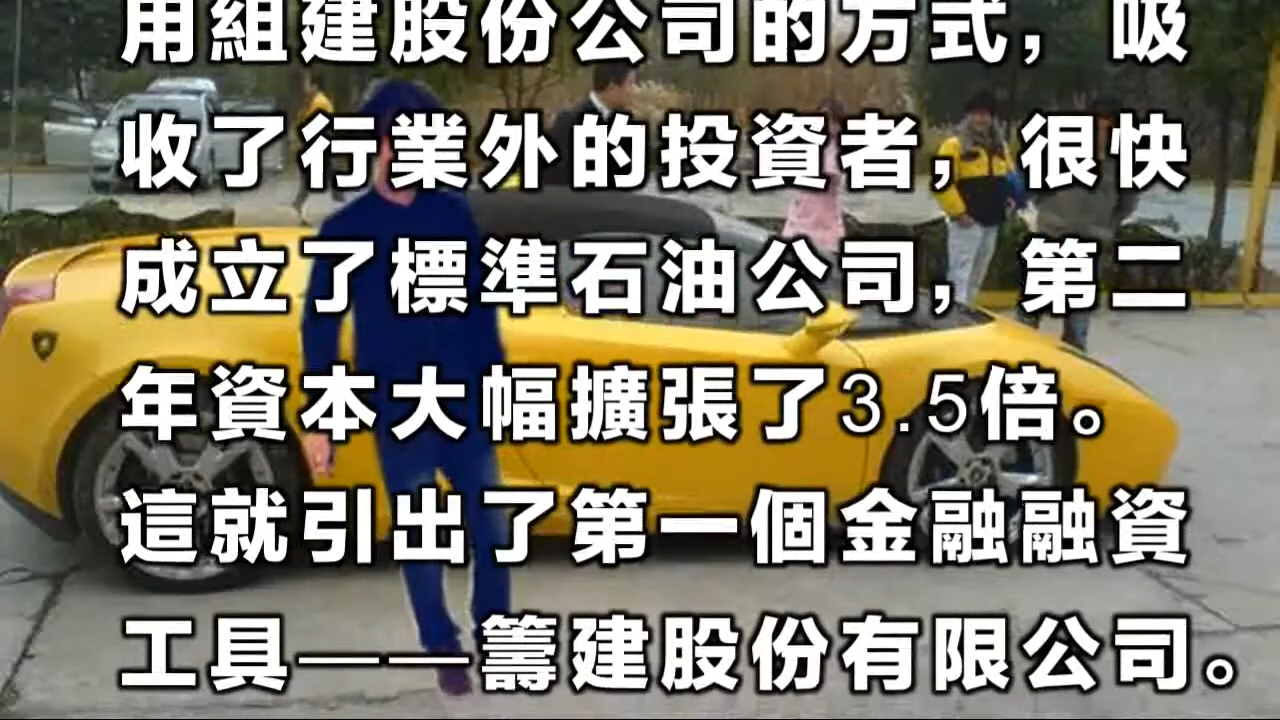 用組建股份公司的方式，吸
收了行業外的投資者，很快
成立了標準石油公司，第二
年資本大幅擴張了3.5倍。
這就引出了第一個金融融資
工具——籌建股份有限公司。